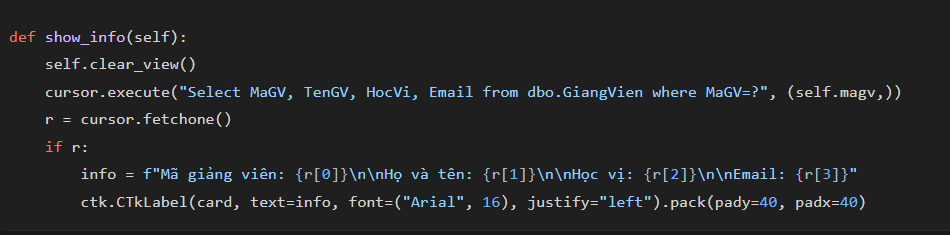 def show_info(self):
    self.clear_view()
    cursor.execute("Select MaGV, TenGV, HocVi, Email from dbo.GiangVien where MaGV=?", (self.magv,))
    r = cursor.fetchone()
    if r:
        info = f"Mã giảng viên: {r[0]}\n\nHọ và tên: {r[1]}\n\nHọc vị: {r[2]}\n\nEmail: {r[3]}"
        ctk.CTkLabel(card, text=info, font=("Arial", 16), justify="left").pack(pady=40, padx=40)